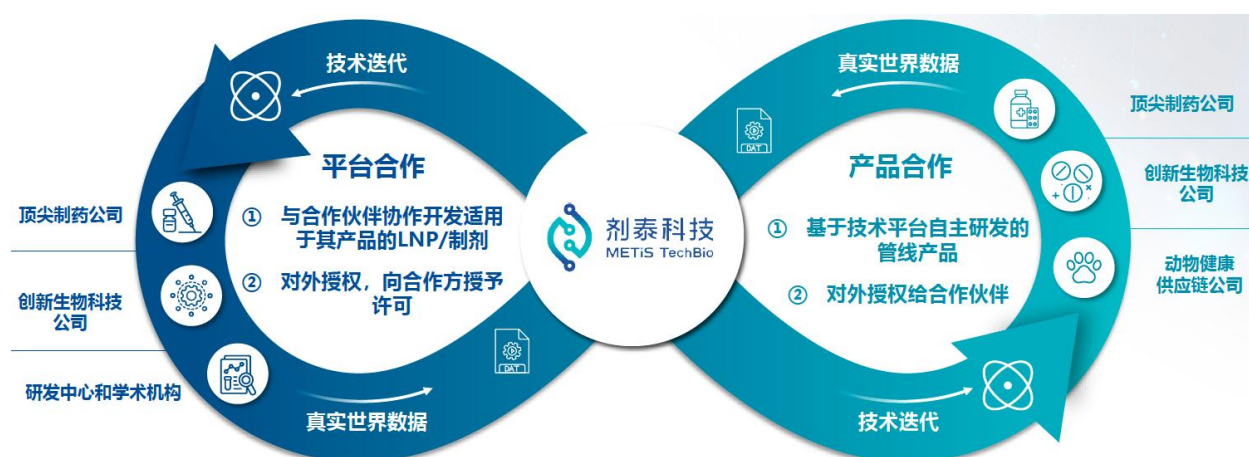 技术迭代
平台合作
① 与合作伙伴协作开发适用
于其产品的LNP/制剂
② 对外授权，向合作方授予
许可
顶尖制药公司
创新生物科技
公司
研发中心和学术机构
DAT
真实世界数据
剂泰科技
METiS TechBio
真实世界数据
DAT
产品合作
① 基于技术平台自主研发的
管线产品
② 对外授权给合作伙伴
顶尖制药公司
创新生物科技
公司
动物健康
供应链公司
技术迭代